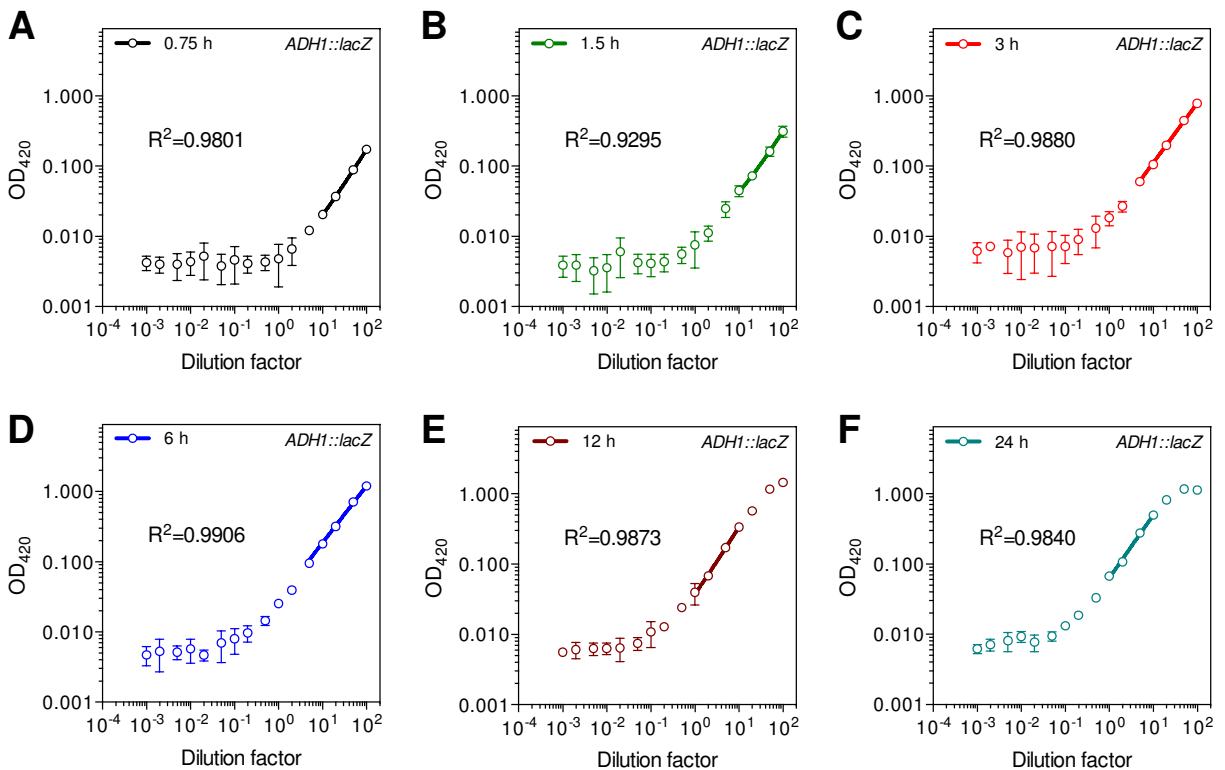 A
0.75 h
ADH1::lacZ
1.000
0.100
0.010
0.001
OD420
R2=0.9801
10-4 10-3 10-2 10-1 100 101 102
Dilution factor
B
1.5 h
ADH1::lacZ
1.000
0.100
0.010
0.001
OD420
R2=0.9295
10-4 10-3 10-2 10-1 100 101 102
Dilution factor
C
3 h
ADH1::lacZ
1.000
0.100
0.010
0.001
OD420
R2=0.9880
10-4 10-3 10-2 10-1 100 101 102
Dilution factor
D
6 h
ADH1::lacZ
1.000
0.100
0.010
0.001
OD420
R2=0.9906
10-4 10-3 10-2 10-1 100 101 102
Dilution factor
E
12 h
ADH1::lacZ
1.000
0.100
0.010
0.001
OD420
R2=0.9873
10-4 10-3 10-2 10-1 100 101 102
Dilution factor
F
24 h
ADH1::lacZ
1.000
0.100
0.010
0.001
OD420
R2=0.9840
10-4 10-3 10-2 10-1 100 101 102
Dilution factor